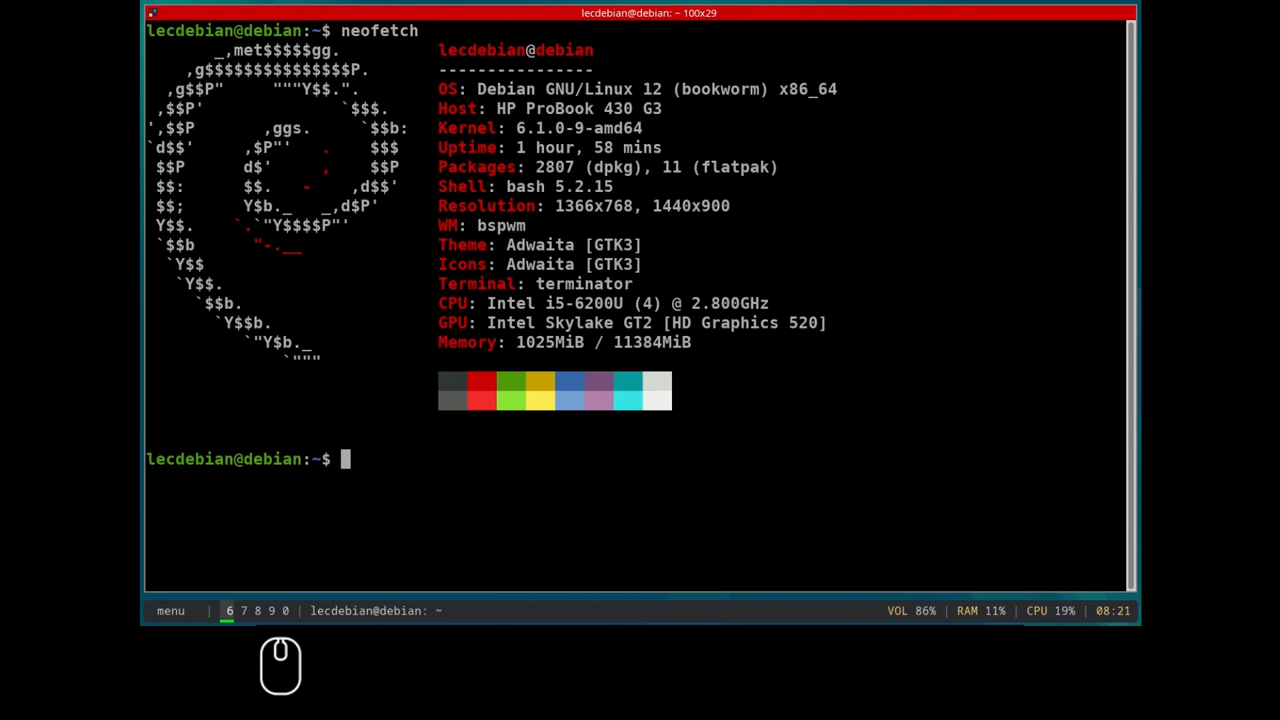 lecdebian@debian: ~ 100x29
lecdebian@debian:~$ neofetch
       _,met$$$$$gg.
    ,g$$$$$$$$$$$$$$$P.
  ,g$$P"     """Y$$.".
 ,$$P'              `$$$.
',$$P       ,ggs.     `$$b:
`d$$'     ,$P"'   .    $$$
 $$P      d$'     ,    $$P
 $$:      $$.   -    ,d$$'
 $$;      Y$b._   _,d$P'
 Y$$.    `.`"Y$$$$P"'
 `$$b      "-.__
  `Y$$
   `Y$$.
     `$$b.
       `Y$$b.
          `"Y$b._
              `"""
lecdebian@debian
----------------
OS: Debian GNU/Linux 12 (bookworm) x86_64
Host: HP ProBook 430 G3
Kernel: 6.1.0-9-amd64
Uptime: 1 hour, 58 mins
Packages: 2807 (dpkg), 11 (flatpak)
Shell: bash 5.2.15
Resolution: 1366x768, 1440x900
WM: bspwm
Theme: Adwaita [GTK3]
Icons: Adwaita [GTK3]
Terminal: terminator
CPU: Intel i5-6200U (4) @ 2.800GHz
GPU: Intel Skylake GT2 [HD Graphics 520]
Memory: 1025MiB / 11384MiB
lecdebian@debian:~$
menu | 6 7 8 9 0 | lecdebian@debian: ~ VOL 86% | RAM 11% | CPU 19% | 08:21